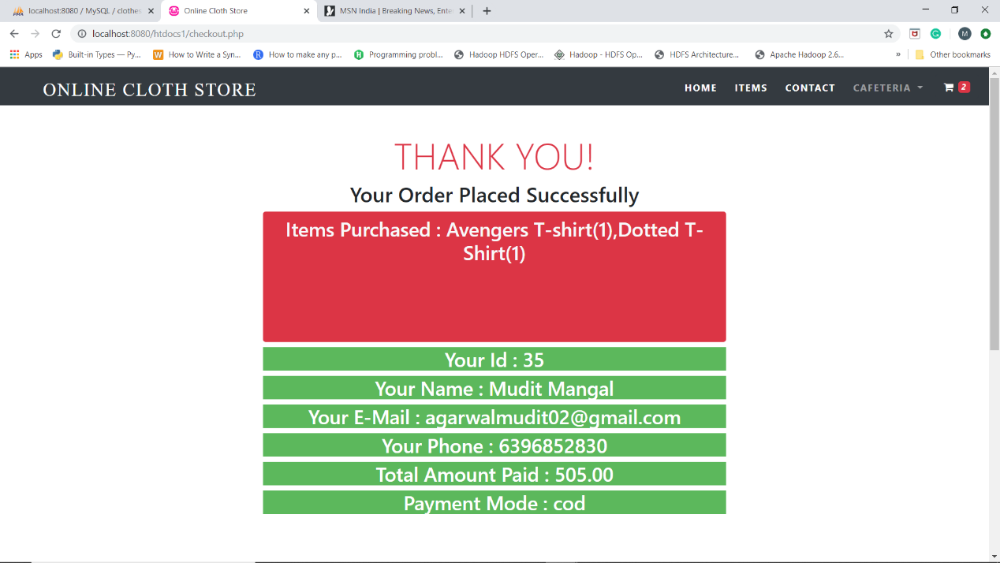 localhost:8080 / MySQL / clothes
Online Cloth Store
MSN India | Breaking News, Ente
localhost:8080/htdocs1/checkout.php
M
Apps
Built-in Types — Py...
How to Write a Syn...
How to make any p...
Programming probl...
Hadoop HDFS Oper...
Hadoop - HDFS Op...
HDFS Architecture...
Apache Hadoop 2.6...
»
Other bookmarks
ONLINE CLOTH STORE
HOME
ITEMS
CONTACT
CAFETERIA
2
THANK YOU!
Your Order Placed Successfully
Items Purchased : Avengers T-shirt(1),Dotted T-
Shirt(1)
Your Id : 35
Your Name : Mudit Mangal
Your E-Mail : agarwalmudit02@gmail.com
Your Phone : 6396852830
Total Amount Paid : 505.00
Payment Mode : cod